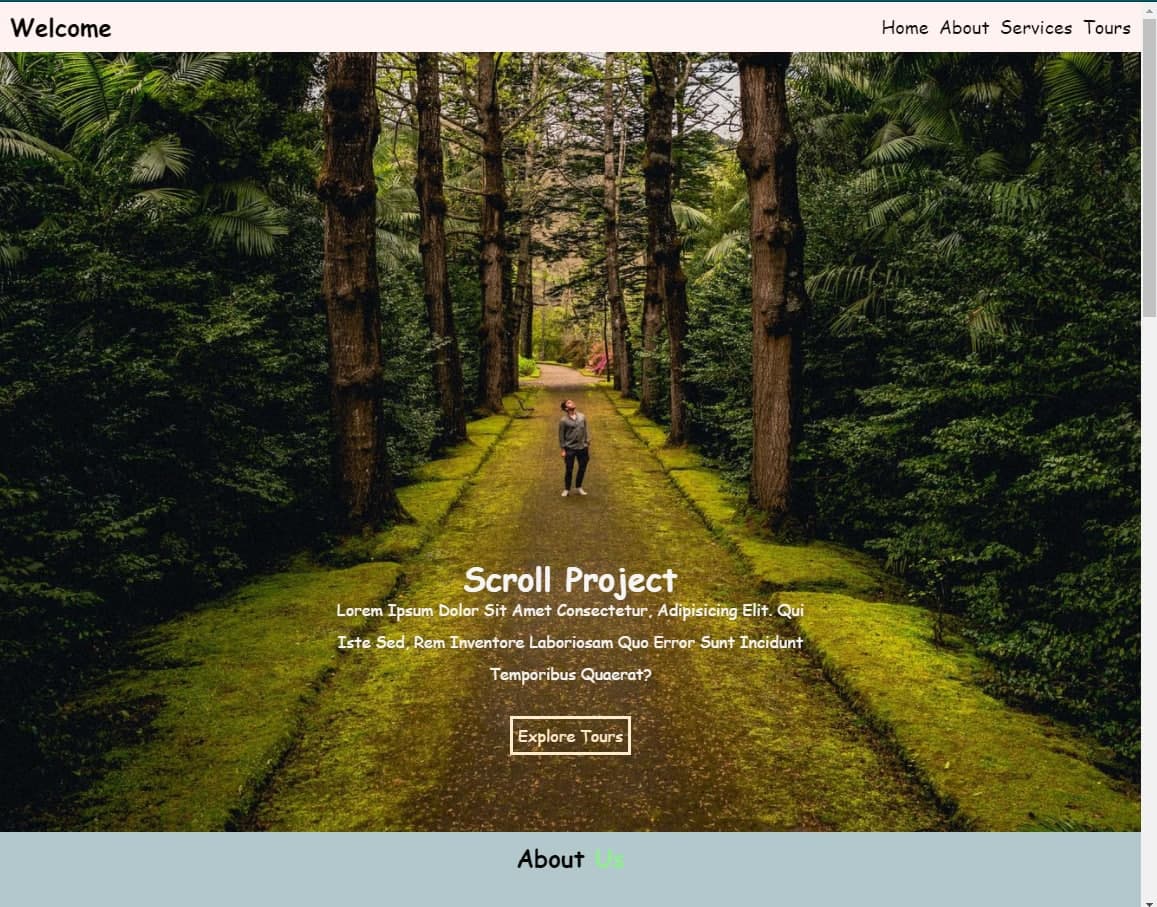 Welcome
Home About Services Tours
Scroll Project
Lorem Ipsum Dolor Sit Amet Consectetur, Adipisicing Elit. Qui
Iste Sed, Rem Inventore Laboriosam Quo Error Sunt Incidunt
Temporibus Quaerat?
Explore Tours
About Us